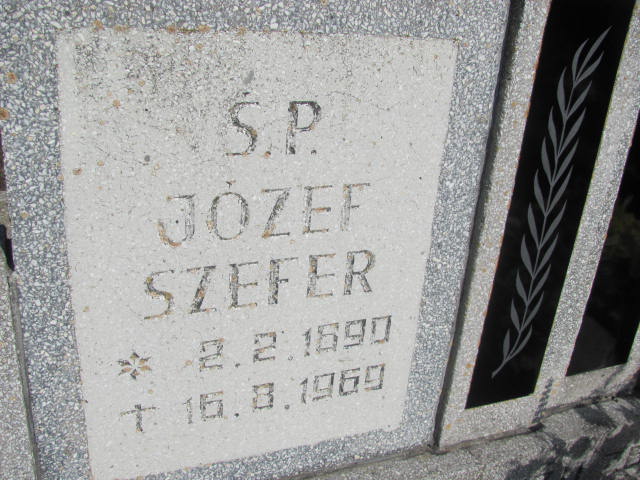 Ś.P.
JÓZEF
SZEFER
* 2.2.1890
† 16.8.1969